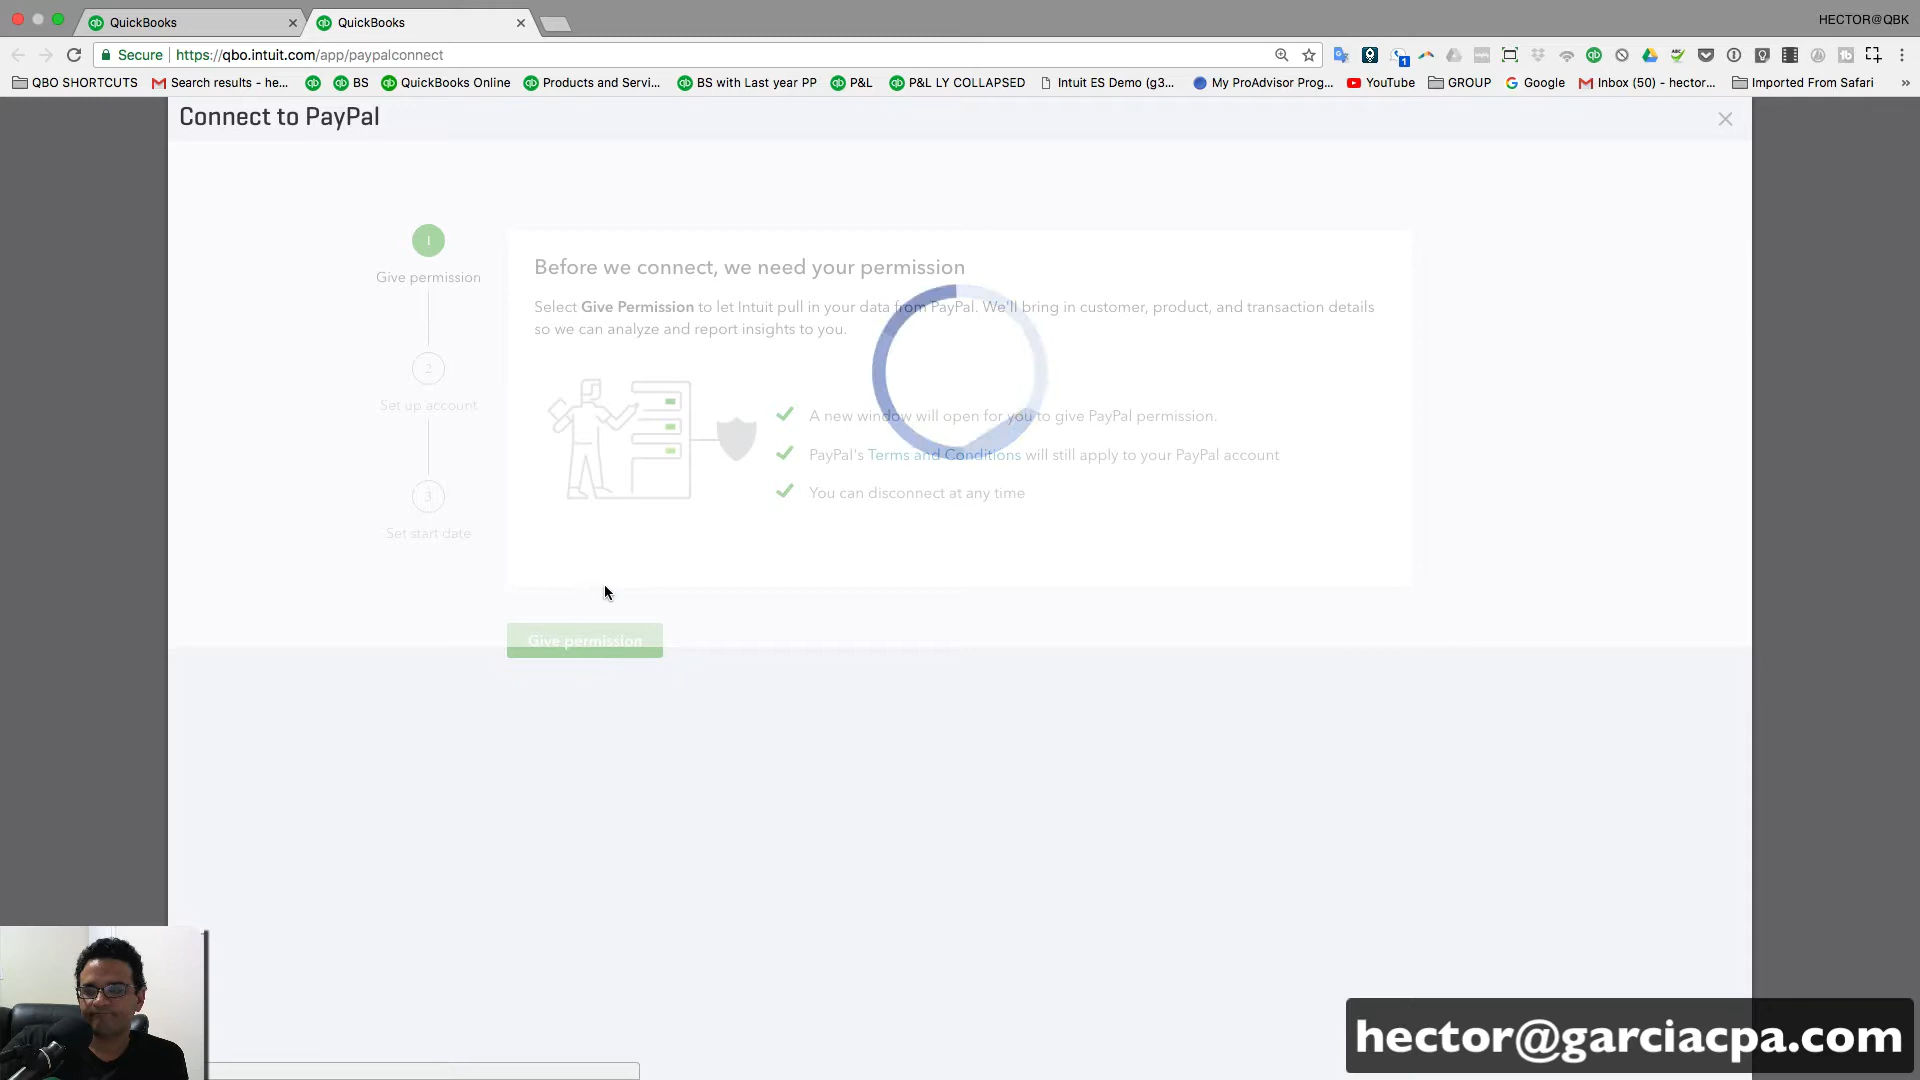 QuickBooks
QuickBooks
HECTOR@QBK
Secure https://qbo.intuit.com/app/paypalconnect
1
QBO SHORTCUTS Search results - he... BS QuickBooks Online Products and Servi... BS with Last year PP P&L P&L LY COLLAPSED Intuit ES Demo (g3... My ProAdvisor Prog... YouTube GROUP Google Inbox (50) - hector... Imported From Safari »
Connect to PayPal
1
Give permission
2
Set up account
3
Set start date
Before we connect, we need your permission
Select Give Permission to let Intuit pull in your data from PayPal. We'll bring in customer, product, and transaction details
so we can analyze and report insights to you.
A new window will open for you to give PayPal permission.
PayPal's Terms and Conditions will still apply to your PayPal account
You can disconnect at any time
Give permission
hector@garciacpa.com